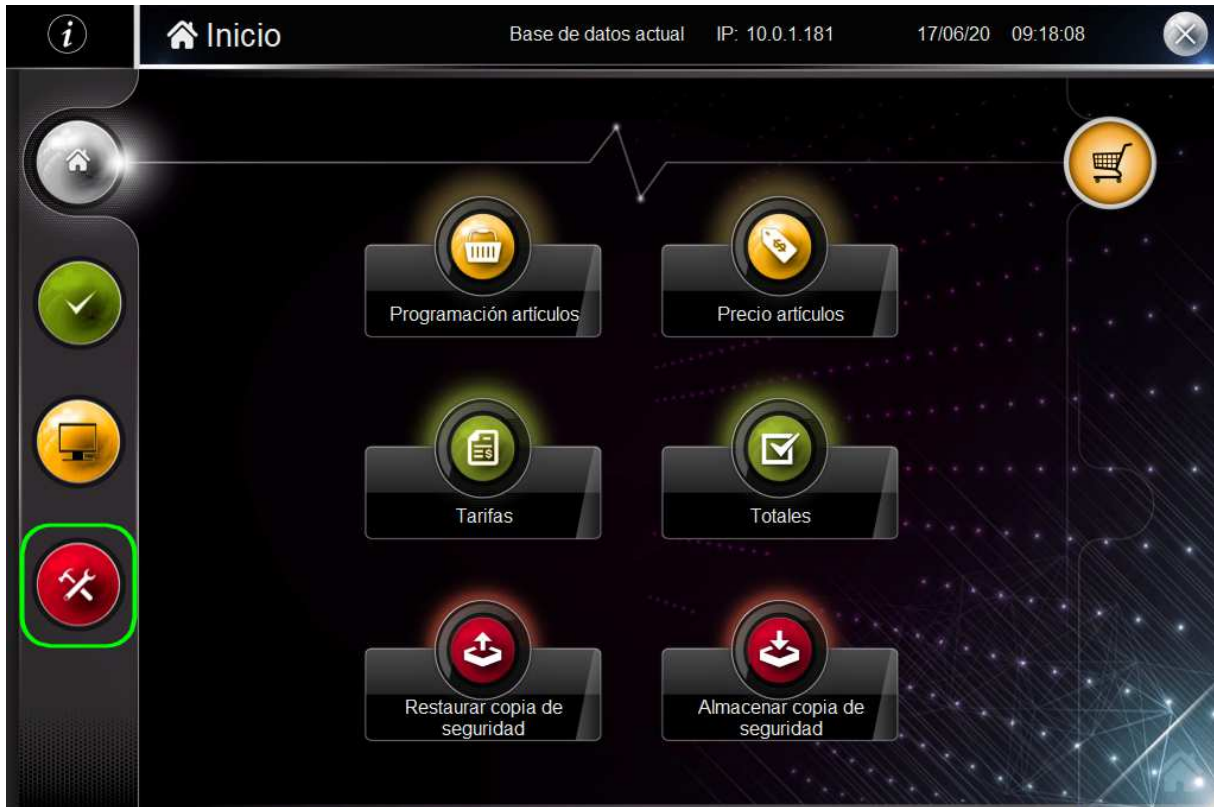 i
Inicio
Base de datos actual
IP: 10.0.1.181
17/06/20
09:18:08
Programación artículos
Precio artículos
Tarifas
Totales
Restaurar copia de
seguridad
Almacenar copia de
seguridad